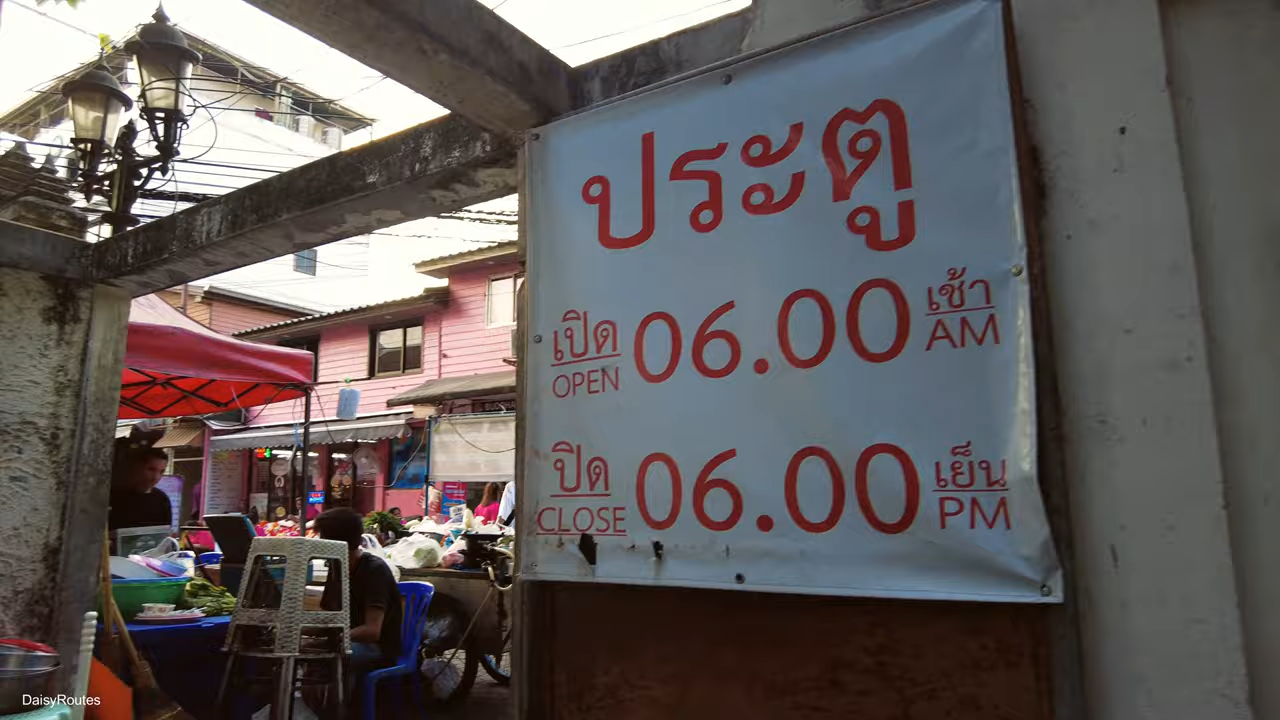 ประตู
เปิด 06.00 เช้า
OPEN AM
ปิด 06.00 เย็น
CLOSE PM
DaisyRoutes